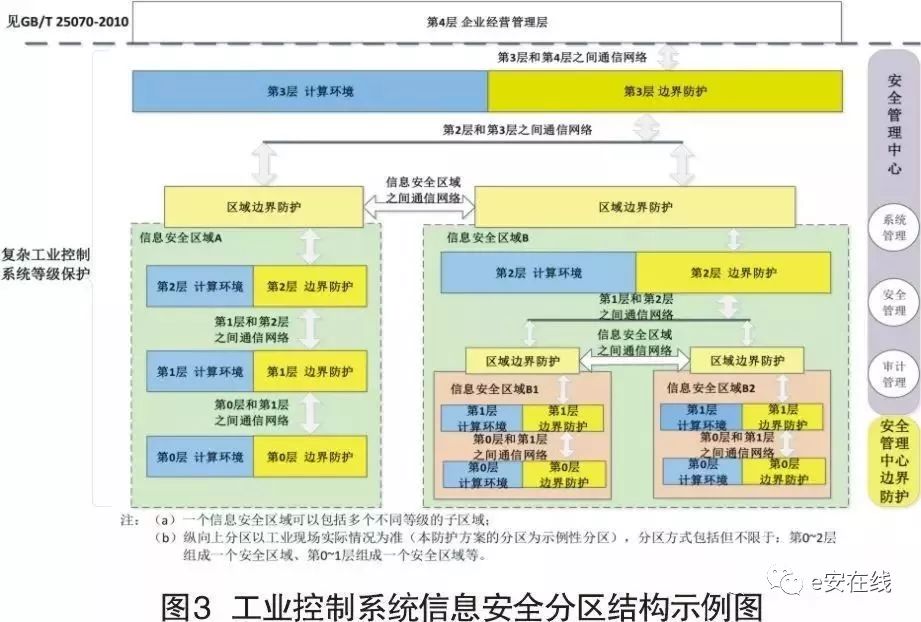 见GB/T 25070-2010
第4层 企业经营管理层
第3层和第4层之间通信网络
第3层 计算环境
第3层 边界防护
第2层和第3层之间通信网络
信息安全区域
之间通信网络
区域边界防护
区域边界防护
复杂工业控制
系统等级保护
信息安全区域A
第2层 计算环境
第2层 边界防护
第1层和第2层
之间通信网络
第1层 计算环境
第1层 边界防护
第0层和第1层
之间通信网络
第0层 计算环境
第0层 边界防护
信息安全区域B
第2层 计算环境
第2层 边界防护
第1层和第2层
之间通信网络
信息安全区域
之间通信网络
区域边界防护
区域边界防护
信息安全区域B1
第1层
计算环境
第1层
边界防护
第0层和第1层
之间通信网络
第0层
计算环境
第0层
边界防护
信息安全区域B2
第1层
计算环境
第1层
边界防护
第0层和第1层
之间通信网络
第0层
计算环境
第0层
边界防护
安全管理中心
系统
管理
安全
管理
审计
管理
安全
管理
中心
边界
防护
注：（a）一个信息安全区域可以包括多个不同等级的子区域；
（b）纵向上分区以工业现场实际情况为准（本防护方案的分区为示例性分区），分区方式包括但不限于：第0~2层
组成一个安全区域、第0~1层组成一个安全区域等。
e安在线
图3 工业控制系统信息安全分区结构示例图